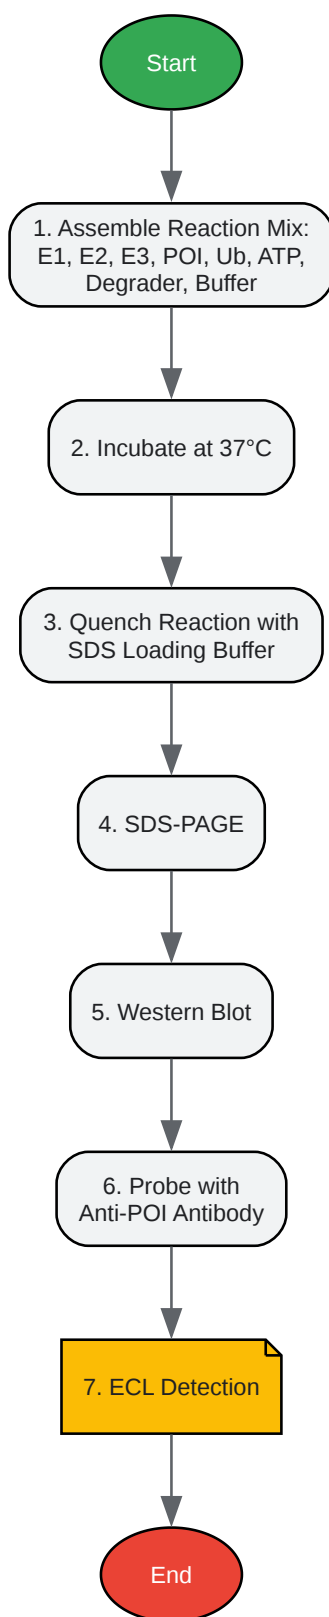 Start
1. Assemble Reaction Mix:
E1, E2, E3, POI, Ub, ATP,
Degrader, Buffer
2. Incubate at 37°C
3. Quench Reaction with
SDS Loading Buffer
4. SDS-PAGE
5. Western Blot
6. Probe with
Anti-POI Antibody
7. ECL Detection
End